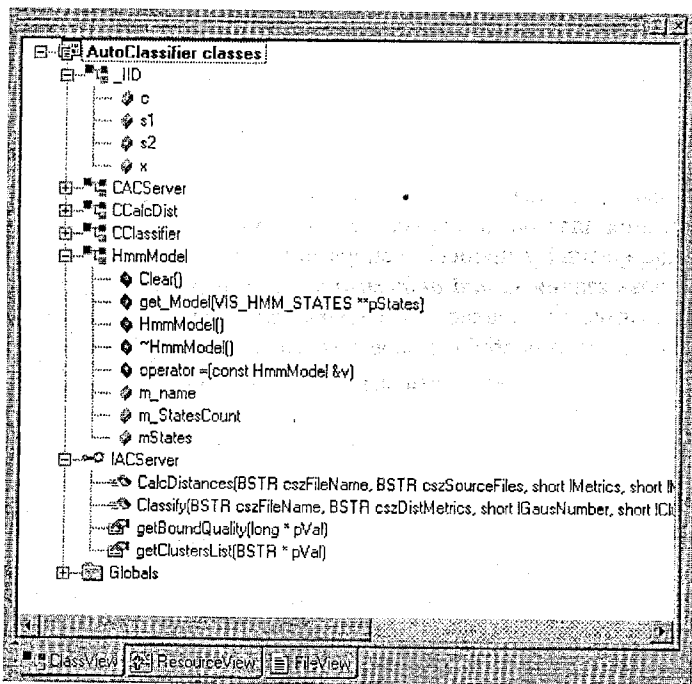 AutoClassifier classes
_IID
c
s1
s2
x
CACServer
CCalcDist
CClassifier
HmmModel
Clear()
get_Model(VIS_HMM_STATES **pStates)
HmmModel()
~HmmModel()
operator =(const HmmModel &v)
m_name
m_StatesCount
mStates
IACServer
CalcDistances(BSTR cszFileName, BSTR cszSourceFiles, short lMetrics, short
Classify(BSTR cszFileName, BSTR cszDistMetrics, short lGausNumber, short lCl
getBoundQuality(long * pVal)
getClustersList(BSTR * pVal)
Globals
ClassView ResourceView FileView